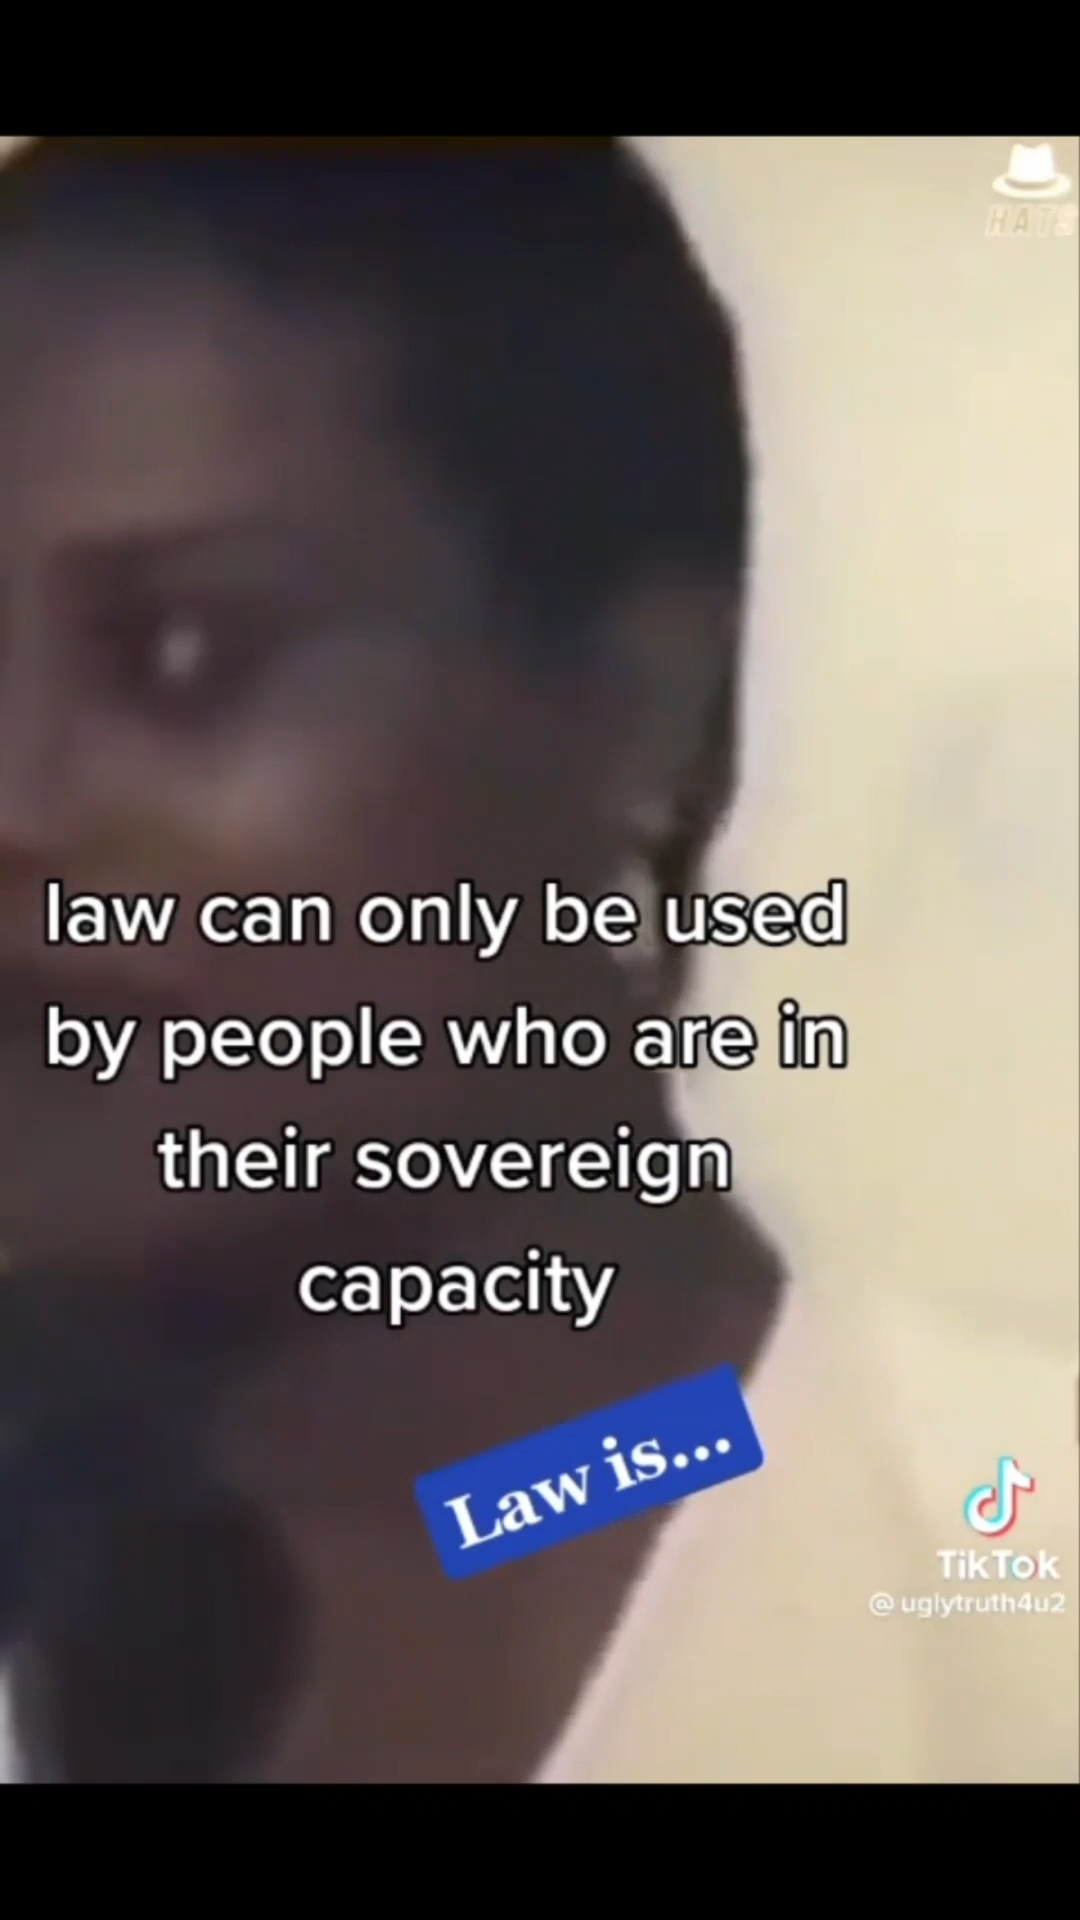 HATS
law can only be used
by people who are in
their sovereign
capacity
Law is...
TikTok
@uglytruth4u2